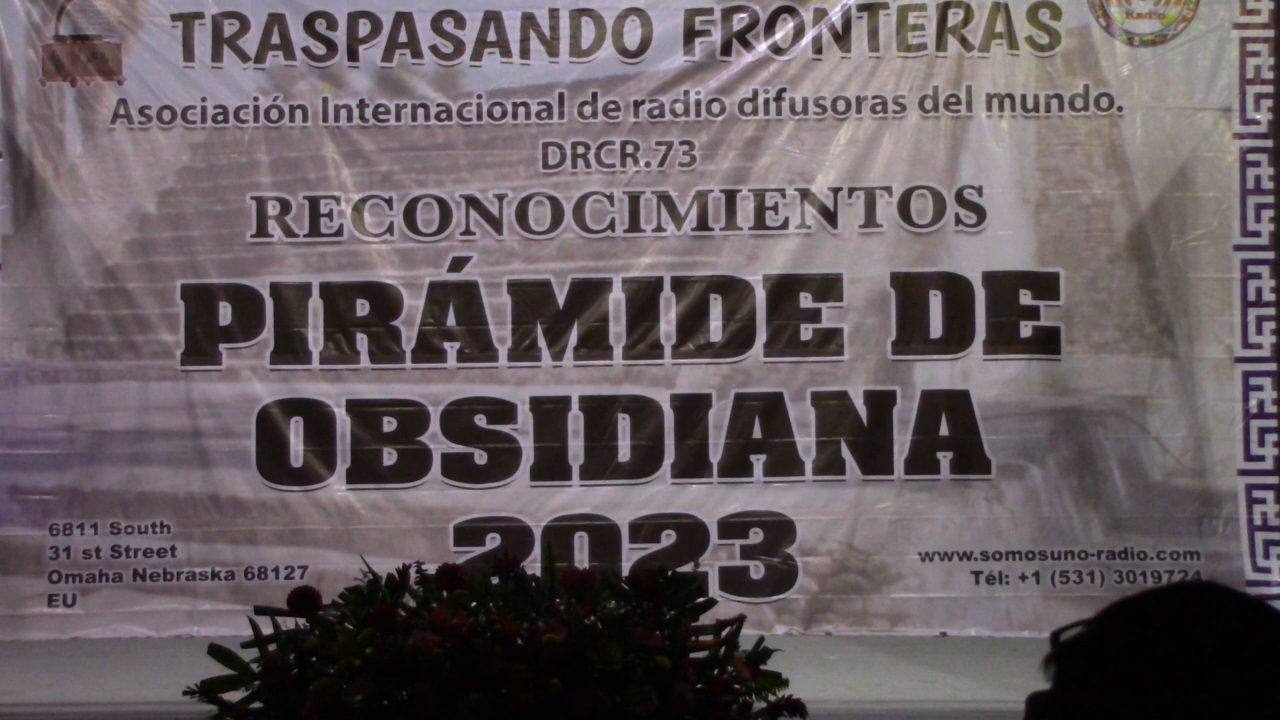 TRASPASANDO FRONTERAS
Radio
Asociación Internacional de radio difusoras del mundo.
DRCR.73
RECONOCIMIENTOS
PIRÁMIDE DE
OBSIDIANA
2023
6811 South
31 st Street
Omaha Nebraska 68127
EU
www.somosuno-radio.com
Tél: +1 (531) 3019724